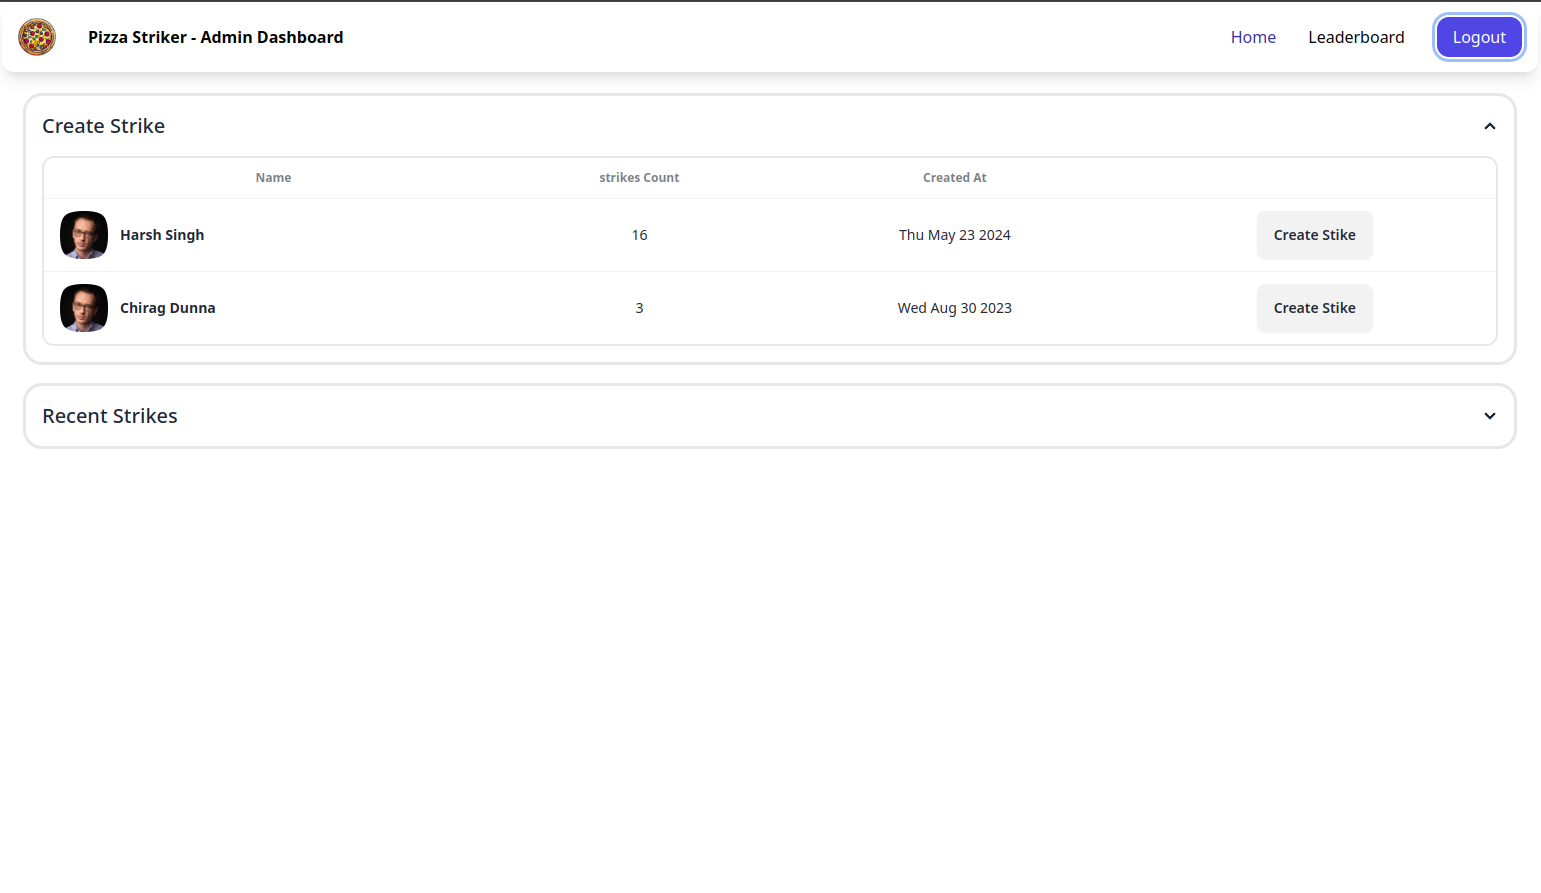 Pizza Striker - Admin Dashboard Home Leaderboard Logout
Create Strike
Name strikes Count Created At
Harsh Singh 16 Thu May 23 2024 Create Stike
Chirag Dunna 3 Wed Aug 30 2023 Create Stike
Recent Strikes